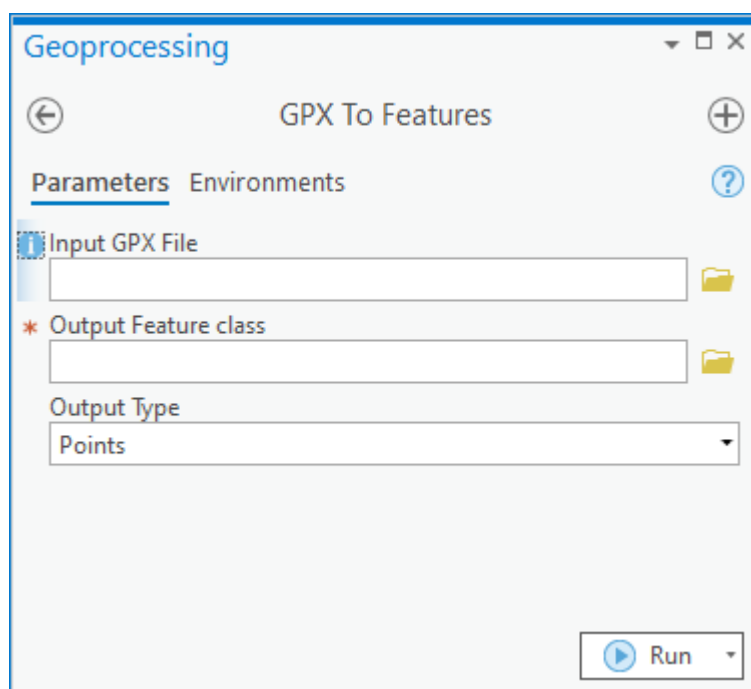 Geoprocessing
GPX To Features
Parameters Environments
Input GPX File
* Output Feature class
Output Type
Points
Run